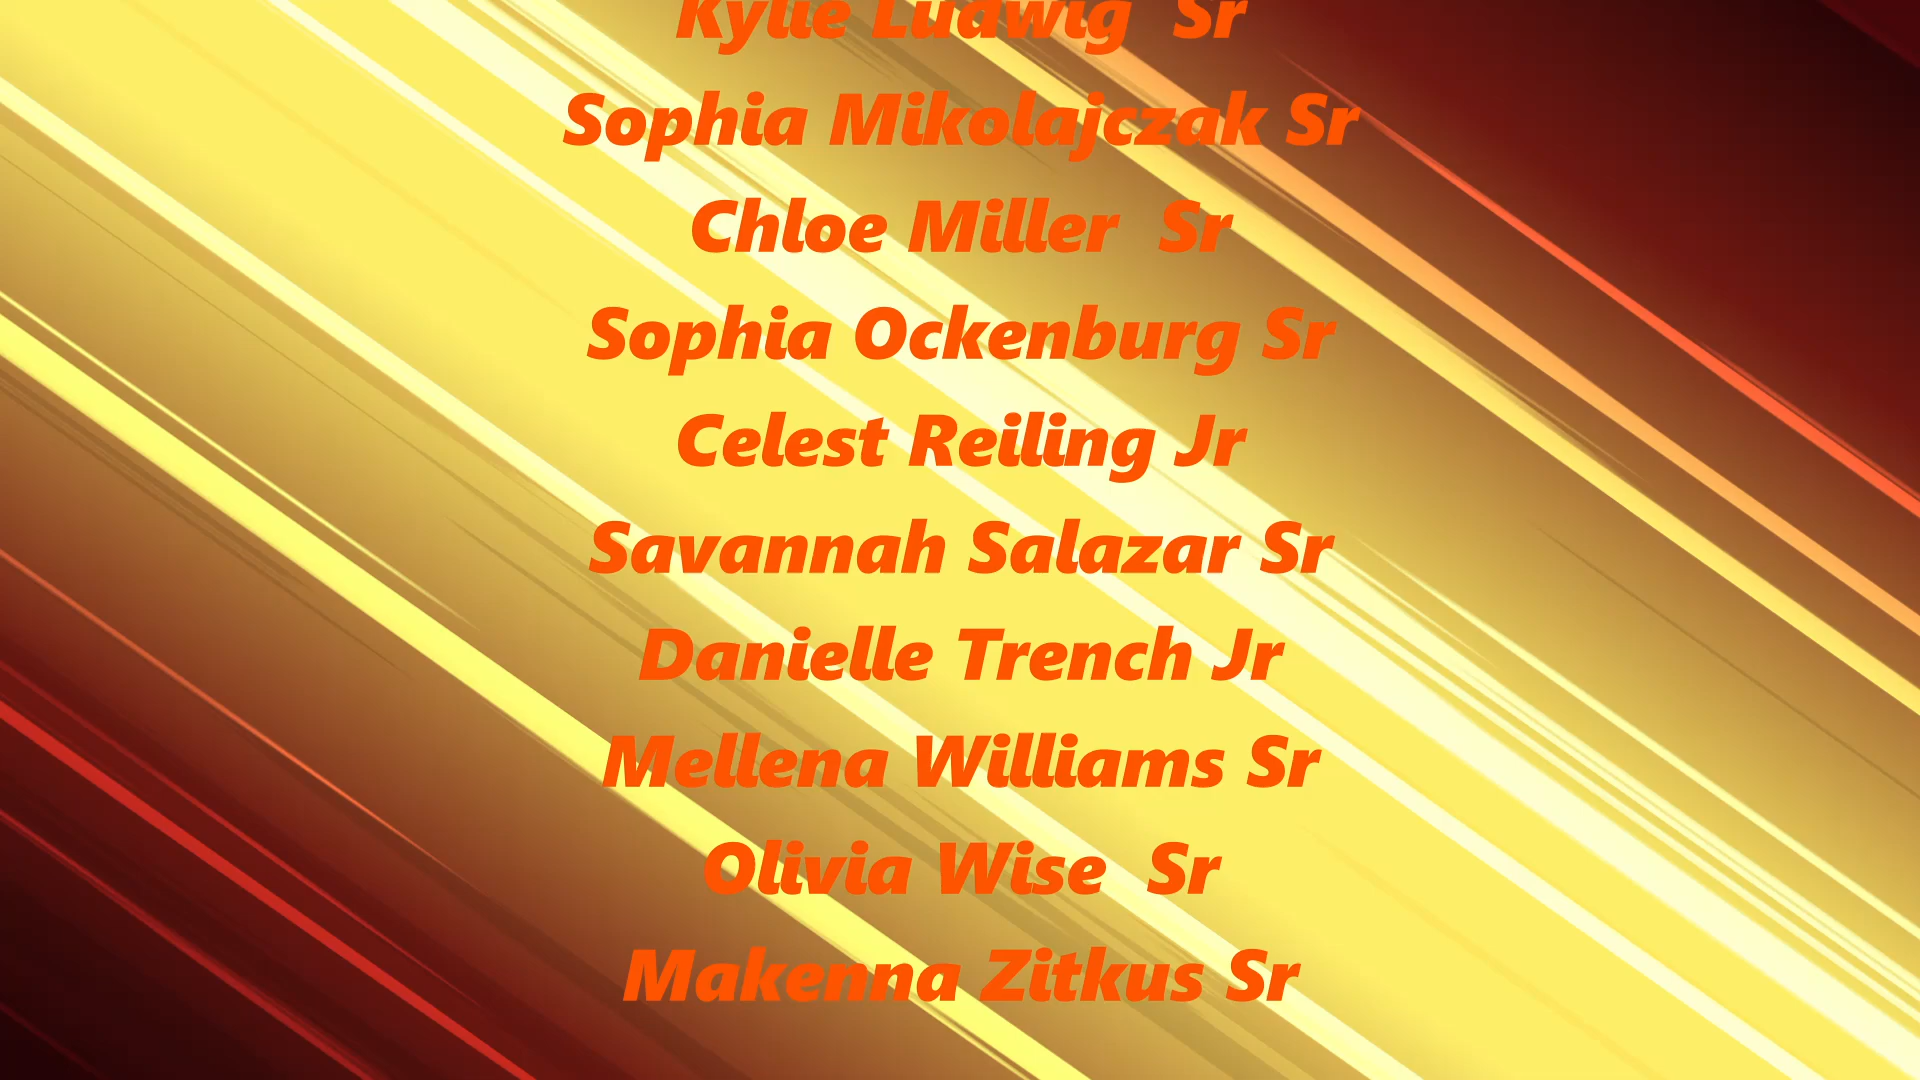 Kylie Ludwig  Sr
Sophia Mikolajczak Sr
Chloe Miller  Sr
Sophia Ockenburg Sr
Celest Reiling Jr
Savannah Salazar Sr
Danielle Trench Jr
Mellena Williams Sr
Olivia Wise  Sr
Makenna Zitkus Sr